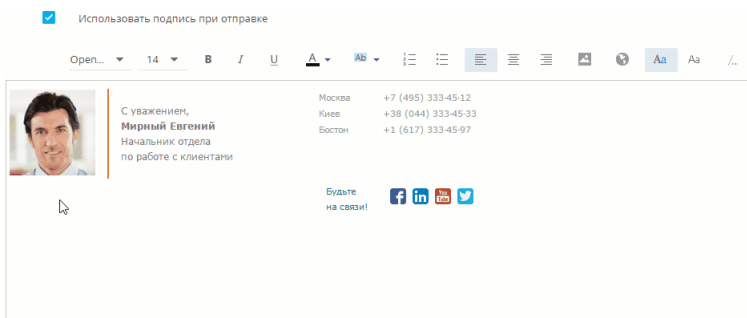 Использовать подпись при отправке
Open... 14 B I U A Ab Aa Aa /...
С уважением,
Мирный Евгений
Начальник отдела
по работе с клиентами
Москва +7 (495) 333-45-12
Киев +38 (044) 333-45-33
Бостон +1 (617) 333-45-97
Будьте
на связи!
f in You Tube